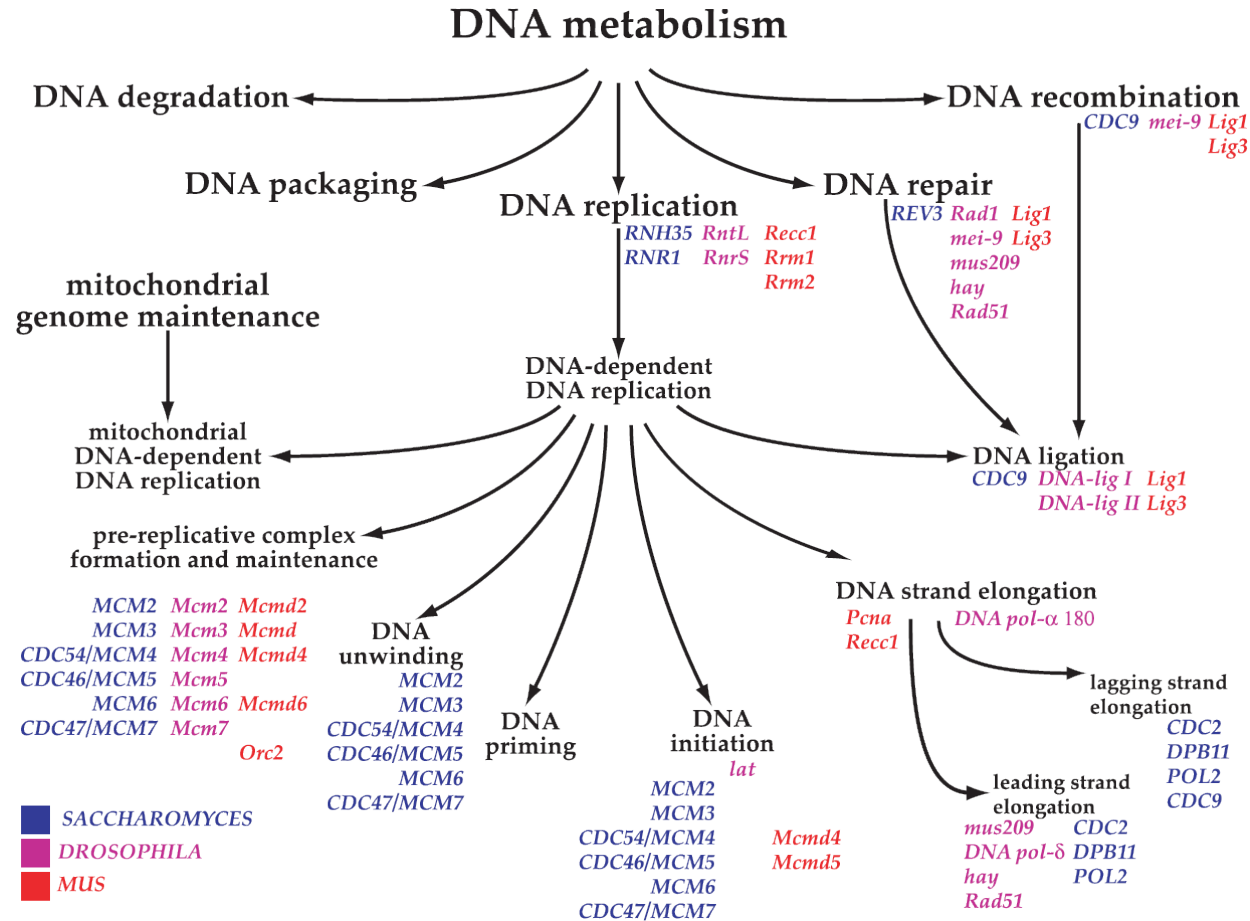 DNA metabolism
DNA degradation
DNA recombination
CDC9 mei-9 Lig1
Lig3
DNA packaging
DNA replication
RNH35 RntL Recc1
RNR1 RnrS Rrm1
Rrm2
DNA repair
REV3 Rad1 Lig1
mei-9 Lig3
mus209
hay
Rad51
mitochondrial
genome maintenance
DNA-dependent
DNA replication
mitochondrial
DNA-dependent
DNA replication
DNA ligation
CDC9 DNA-lig I Lig1
DNA-lig II Lig3
pre-replicative complex
formation and maintenance
MCM2 Mcm2 Mcmd2
MCM3 Mcm3 Mcmd
CDC54/MCM4 Mcm4 Mcmd4
CDC46/MCM5 Mcm5
MCM6 Mcm6 Mcmd6
CDC47/MCM7 Mcm7
Orc2
DNA
unwinding
MCM2
MCM3
CDC54/MCM4
CDC46/MCM5
MCM6
CDC47/MCM7
DNA
priming
DNA
initiation
lat
MCM2
MCM3
CDC54/MCM4 Mcmd4
CDC46/MCM5 Mcmd5
MCM6
CDC47/MCM7
DNA strand elongation
Pcna DNA pol-α 180
Recc1
lagging strand
elongation
CDC2
DPB11
POL2
CDC9
leading strand
elongation
mus209 CDC2
DNA pol-δ DPB11
hay POL2
Rad51
SACCHAROMYCES
DROSOPHILA
MUS